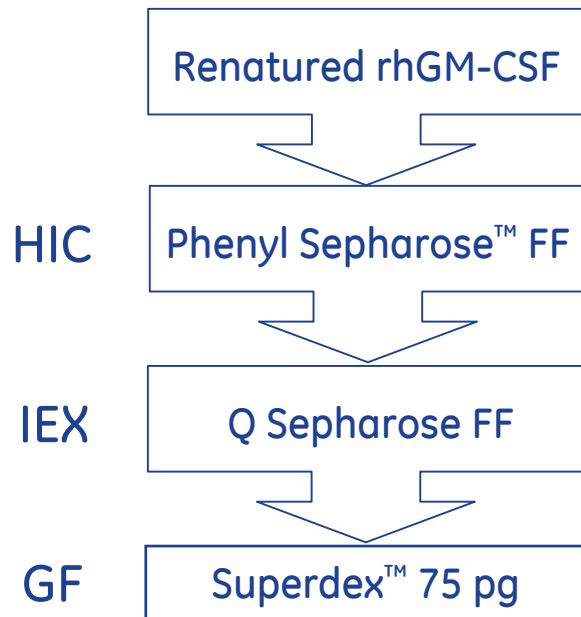 Renatured rhGM-CSF
HIC
Phenyl Sepharose™ FF
IEX
Q Sepharose FF
GF
Superdex™ 75 pg